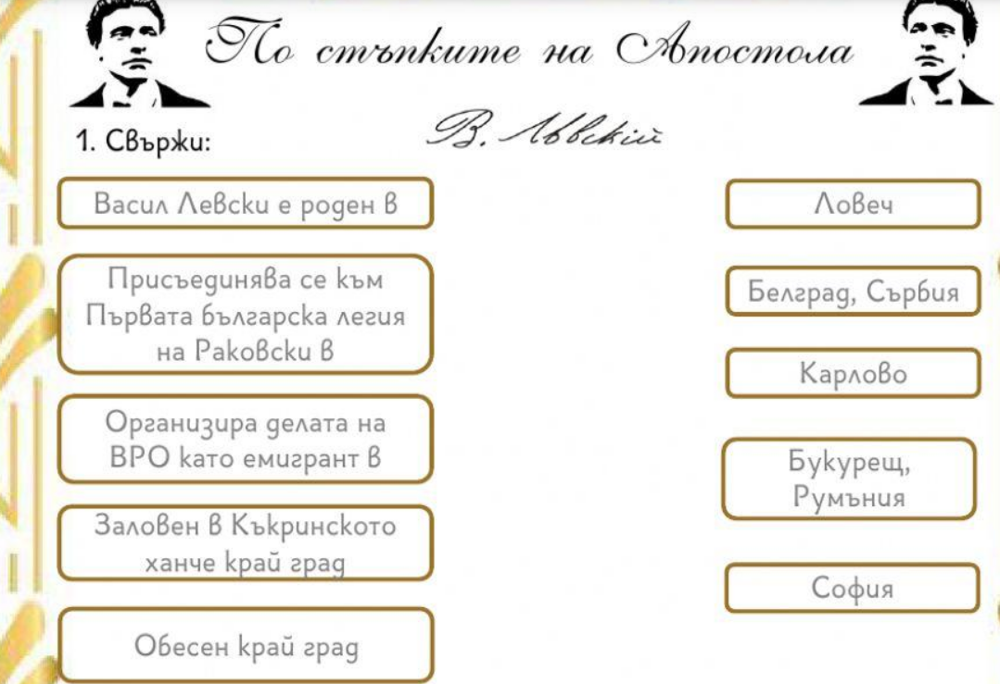 По стъпките на Апостола
В. Лѣвскій
1. Свържи:
Васил Левски е роден в
Присъединява се към
Първата българска легия
на Раковски в
Организира делата на
ВРО като емигрант в
Заловен в Къкринското
ханче край град
Обесен край град
Ловеч
Белград, Сърбия
Карлово
Букурещ,
Румъния
София